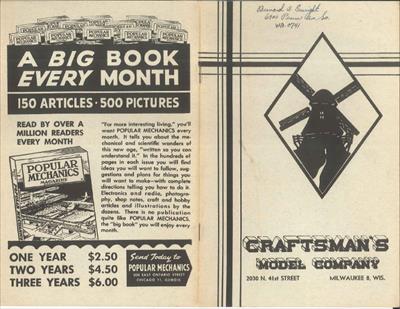 A BIG BOOK
EVERY MONTH
150 ARTICLES · 500 PICTURES
READ BY OVER A
MILLION READERS
EVERY MONTH
POPULAR
MECHANICS
MAGAZINE
"For more interesting living," you'll
want POPULAR MECHANICS every
month. It tells you about the me-
chanical and scientific wonders of
this new age, "written so you can
understand it." In the hundreds of
pages in each issue you will find
ideas you will want to follow, sug-
gestions and plans for things you
will want to make—with complete
directions telling you how to do it.
Electronics and radio, photogra-
phy, shop notes, craft and hobby
articles and illustrations by the
dozens. There is no publication
quite like POPULAR MECHANICS,
the "big book" you will enjoy every
month.
ONE YEAR $2.50
TWO YEARS $4.50
THREE YEARS $6.00
Send Today to
POPULAR MECHANICS
200 EAST ONTARIO STREET
CHICAGO 11, ILLINOIS
CRAFTSMAN'S
MODEL COMPANY
2030 N. 41st STREET MILWAUKEE 8, WIS.